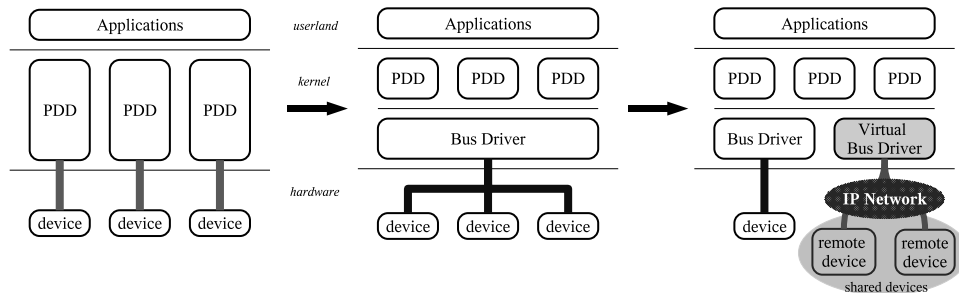 Applications
PDD PDD PDD
device device device
userland
kernel
hardware
Applications
PDD PDD PDD
Bus Driver
device device device
Applications
PDD PDD PDD
Bus Driver
Virtual
Bus Driver
IP Network
device
remote
device
remote
device
shared devices